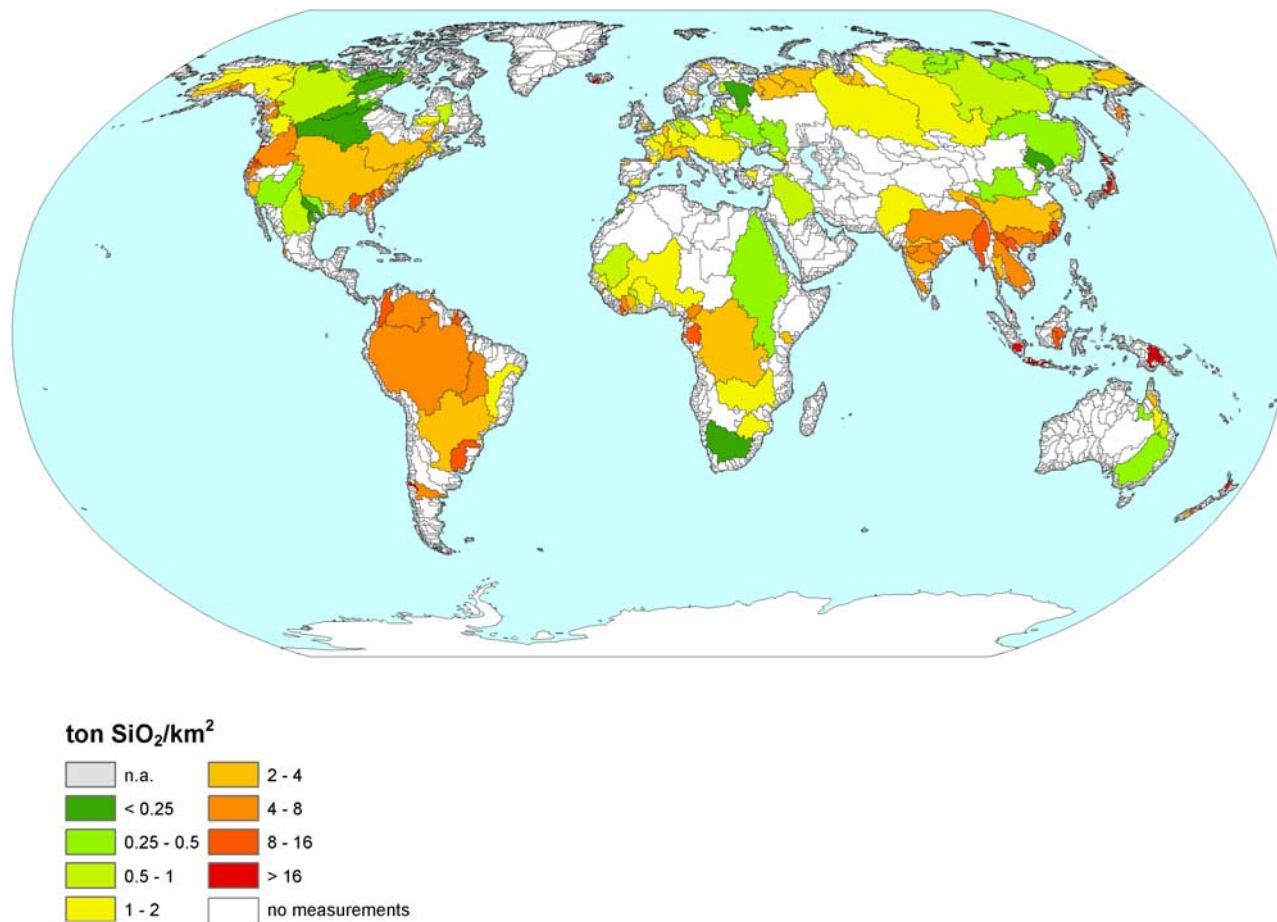 ton SiO₂/km²
n.a.
< 0.25
0.25 - 0.5
0.5 - 1
1 - 2
2 - 4
4 - 8
8 - 16
> 16
no measurements